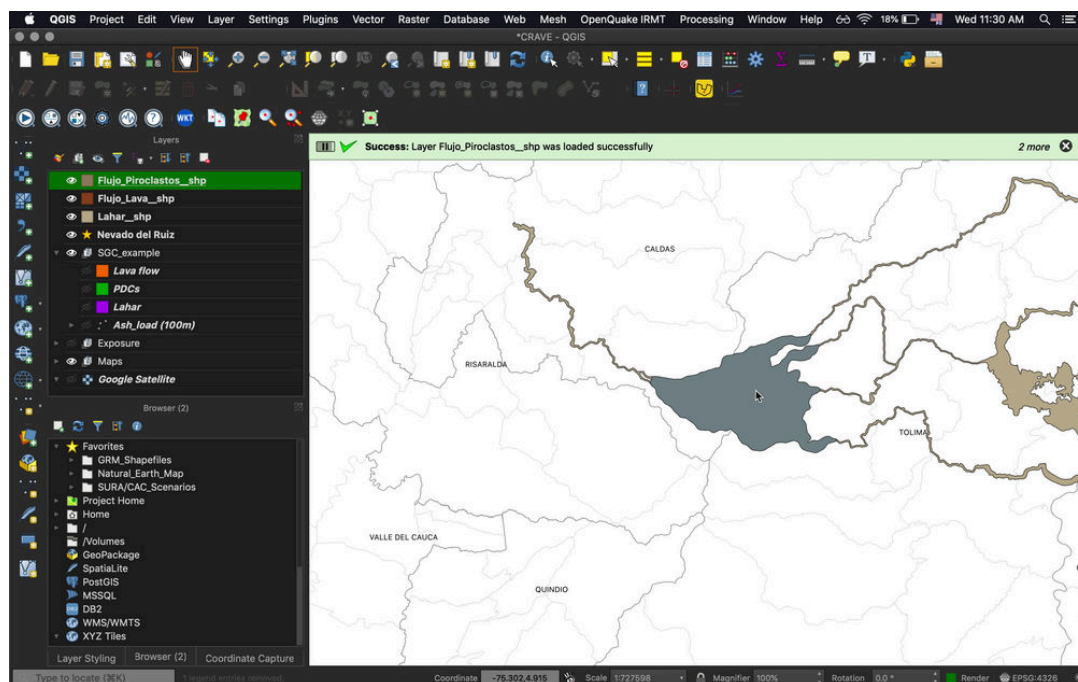 QGIS Project Edit View Layer Settings Plugins Vector Raster Database Web Mesh OpenQuake IRMT Processing Window Help 18% Wed 11:30 AM
*CRAVE - QGIS
WKT
Layers
Success: Layer Flujo_Piroclastos__shp was loaded successfully 2 more
Flujo_Piroclastos__shp
Flujo_Lava__shp
Lahar__shp
Nevado del Ruiz
SGC_example
Lava flow
PDCs
Lahar
Ash_load (100m)
Exposure
Maps
Google Satellite
Browser (2)
Favorites
GRM_Shapefiles
Natural_Earth_Map
SURA/CAC_Scenarios
Project Home
Home
/
/Volumes
GeoPackage
SpatiaLite
PostGIS
MSSQL
DB2
WMS/WMTS
XYZ Tiles
CALDAS
RISARALDA
TOLIMA
VALLE DEL CAUCA
QUINDIO
Layer Styling Browser (2) Coordinate Capture
Type to locate (⌘K) 1 legend entries removed. Coordinate -75.302,4.915 Scale 1:727598 Magnifier 100% Rotation 0.0 ° Render EPSG:4326